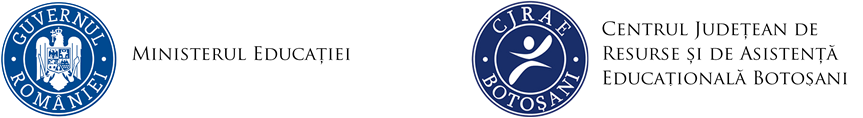 GUVERNUL
ROMÂNIEI
MINISTERUL EDUCAȚIEI
CJRAE
BOTOȘANI
CENTRUL JUDEȚEAN DE
RESURSE ȘI DE ASISTENȚĂ
EDUCAȚIONALĂ BOTOȘANI